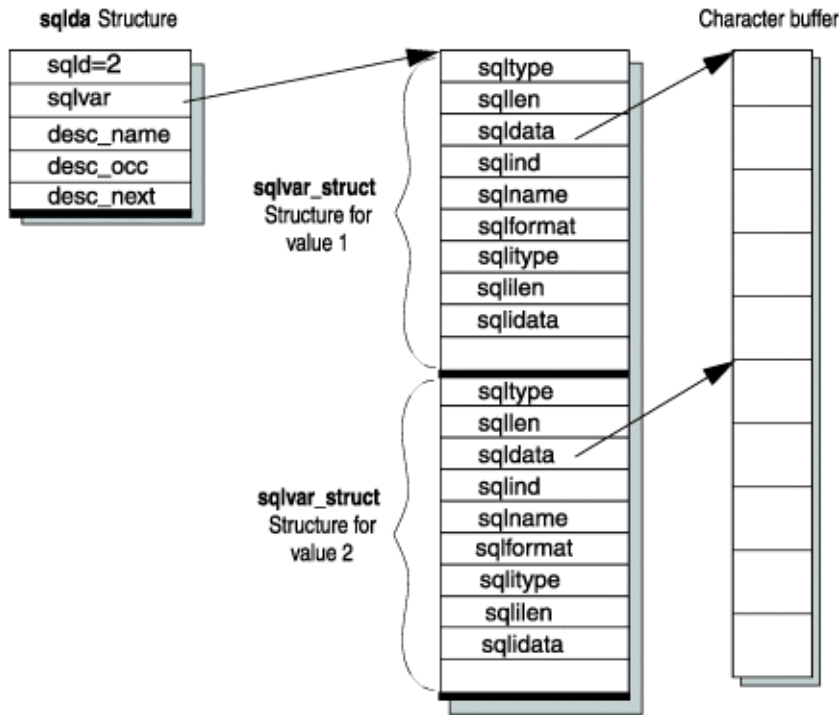 sqlda Structure
sqld=2
sqlvar
desc_name
desc_occ
desc_next
sqlvar_struct
Structure for
value 1
sqltype
sqllen
sqldata
sqlind
sqlname
sqlformat
sqlitype
sqlilen
sqlidata
sqlvar_struct
Structure for
value 2
sqltype
sqllen
sqldata
sqlind
sqlname
sqlformat
sqlitype
sqlilen
sqlidata
Character buffer